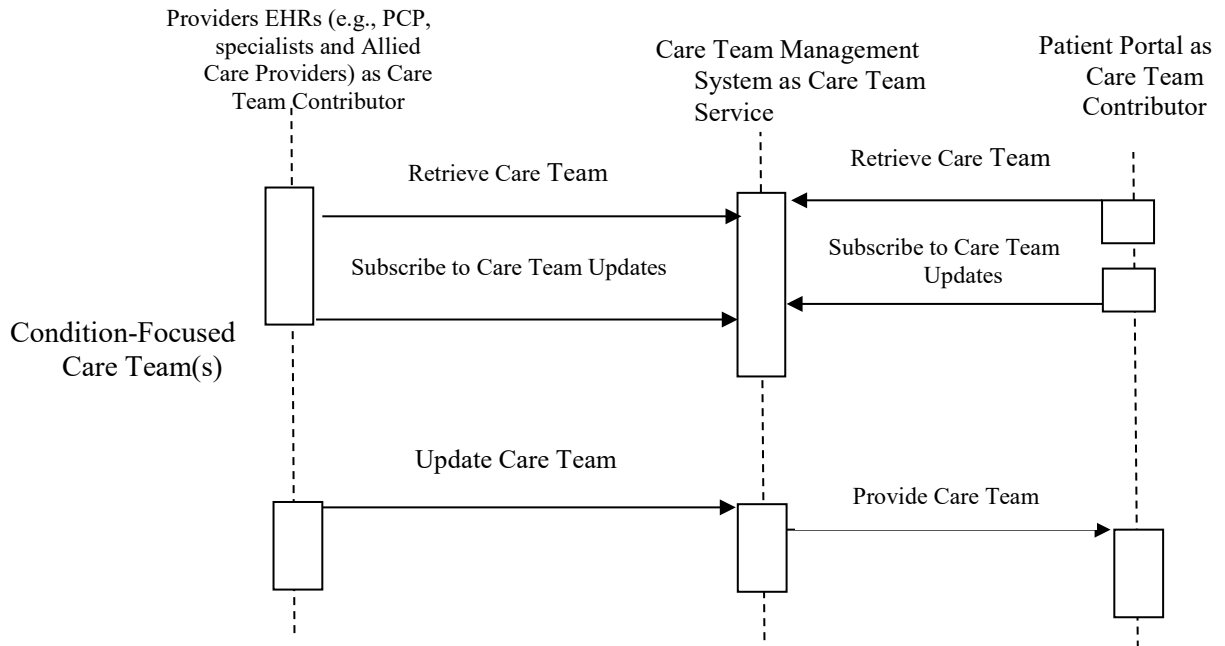 Providers EHRs (e.g., PCP,
specialists and Allied
Care Providers) as Care
Team Contributor
Care Team Management
System as Care Team
Service
Patient Portal as
Care Team
Contributor
Retrieve Care Team
Retrieve Care Team
Subscribe to Care Team Updates
Subscribe to Care Team
Updates
Condition-Focused
Care Team(s)
Update Care Team
Provide Care Team